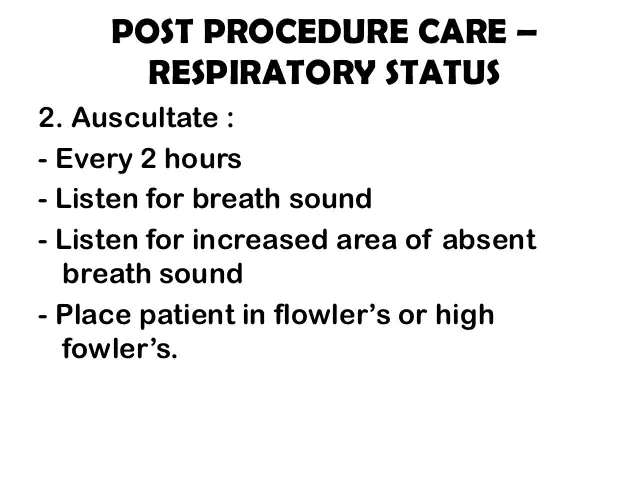 POST PROCEDURE CARE –
RESPIRATORY STATUS
2. Auscultate :
- Every 2 hours
- Listen for breath sound
- Listen for increased area of absent
breath sound
- Place patient in flowler’s or high
fowler’s.